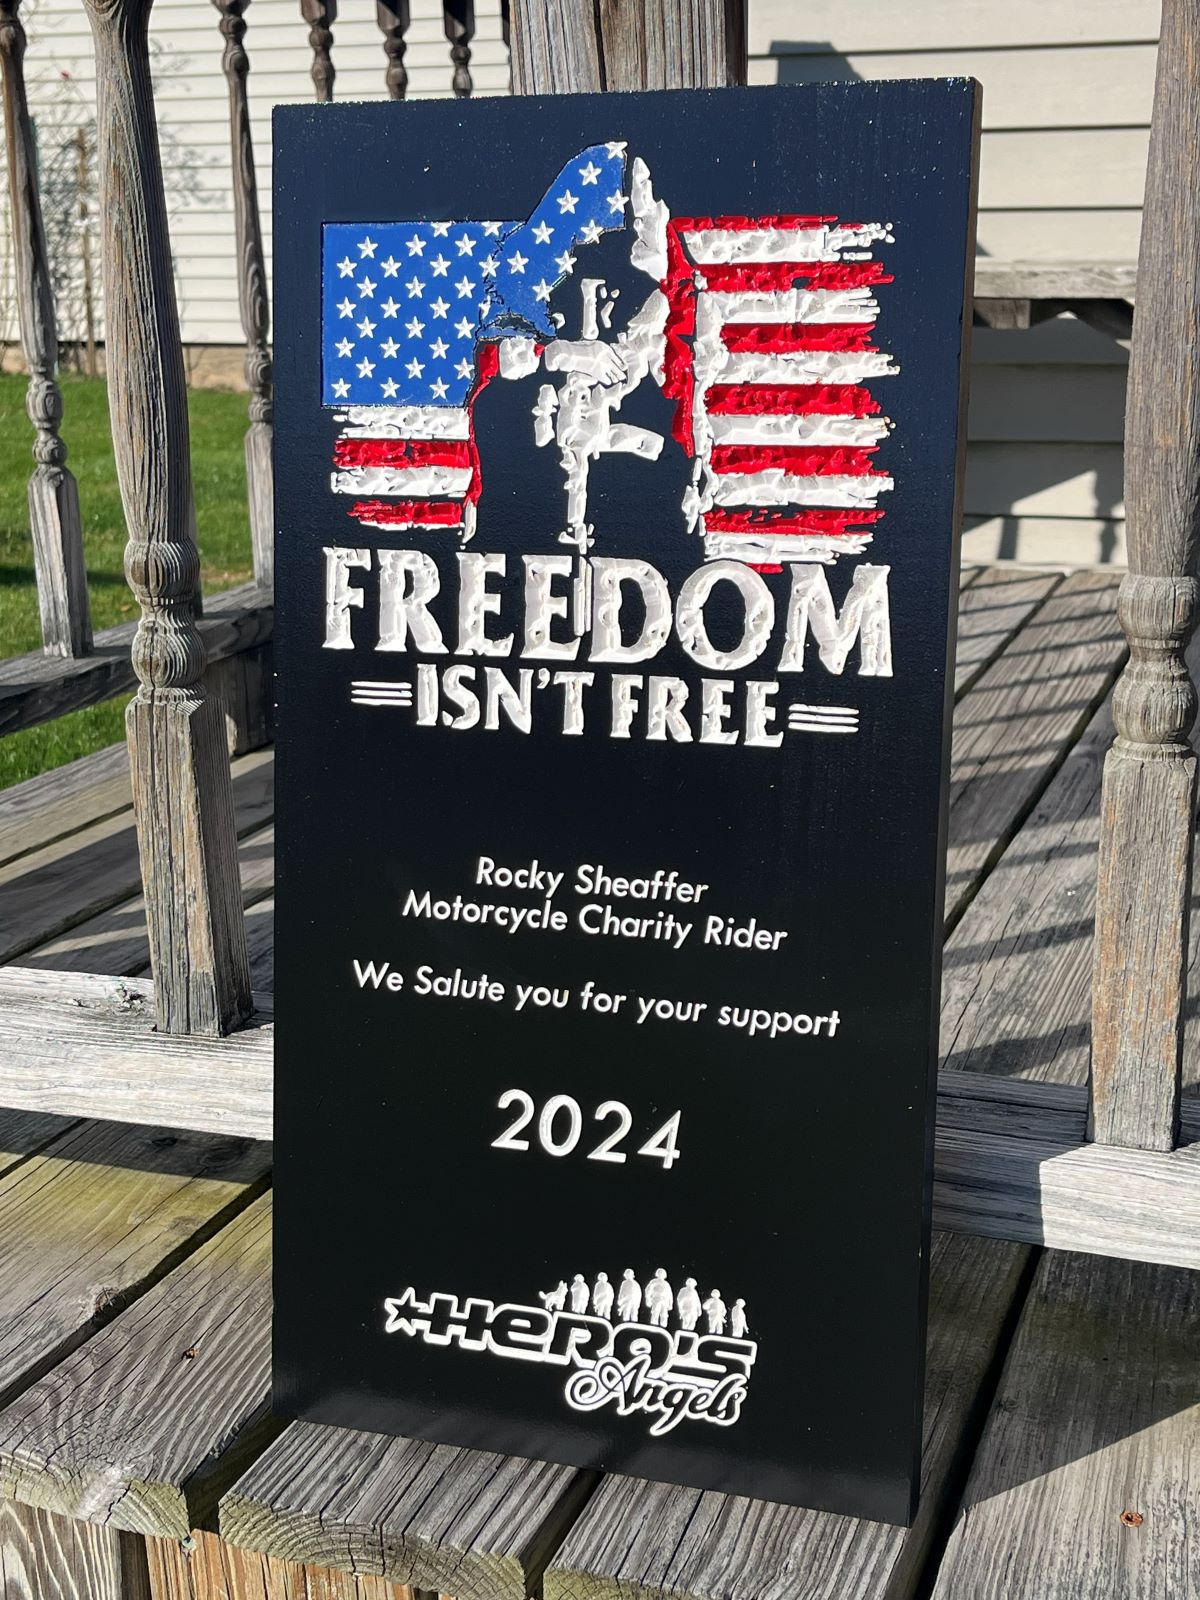 FREEDOM
ISN'T FREE
Rocky Sheaffer
Motorcycle Charity Rider
We Salute you for your support
2024
HERO'S
Angels